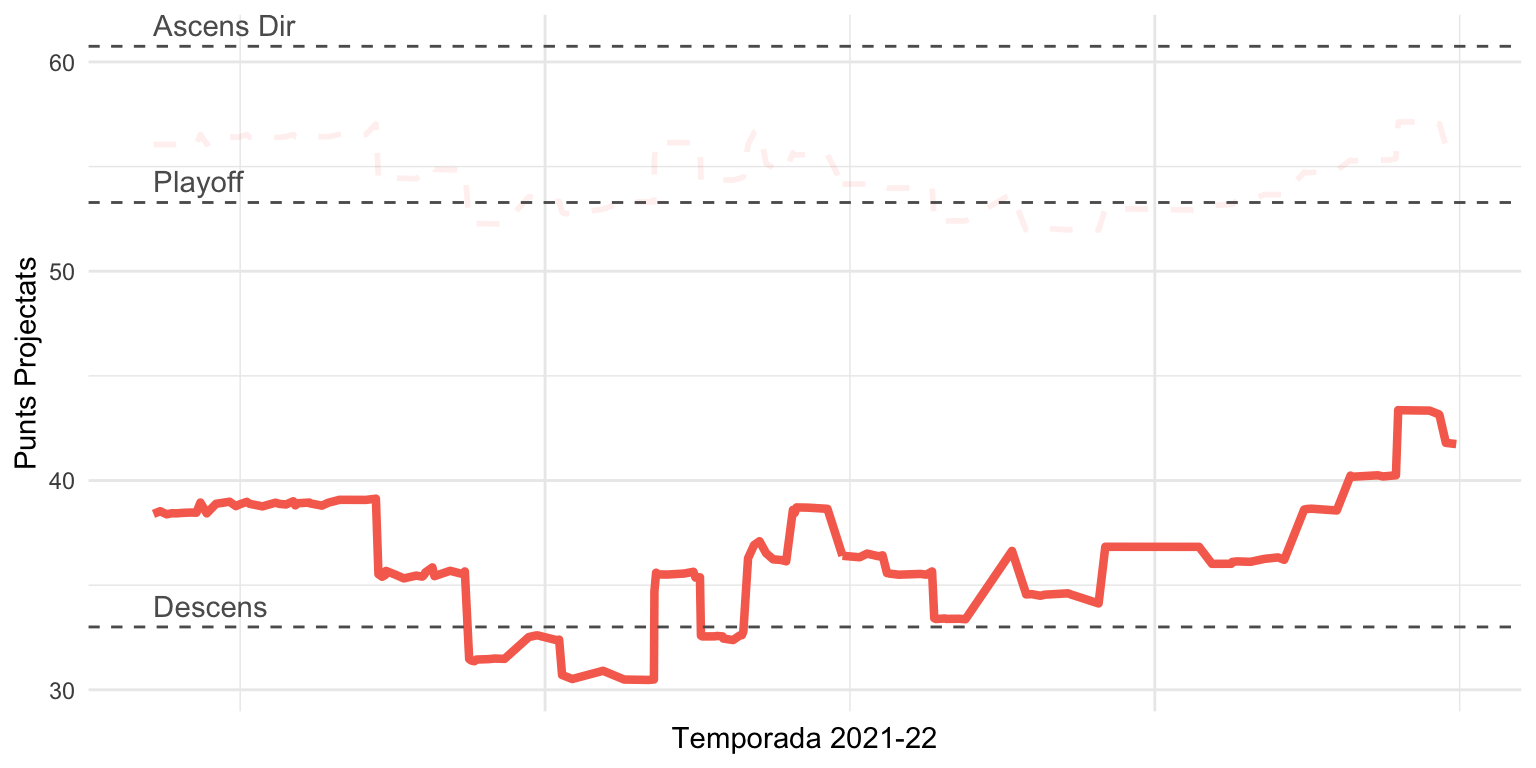 Ascens Dir
60
Playoff
50
Punts Projectats
40
Descens
30
Temporada 2021-22